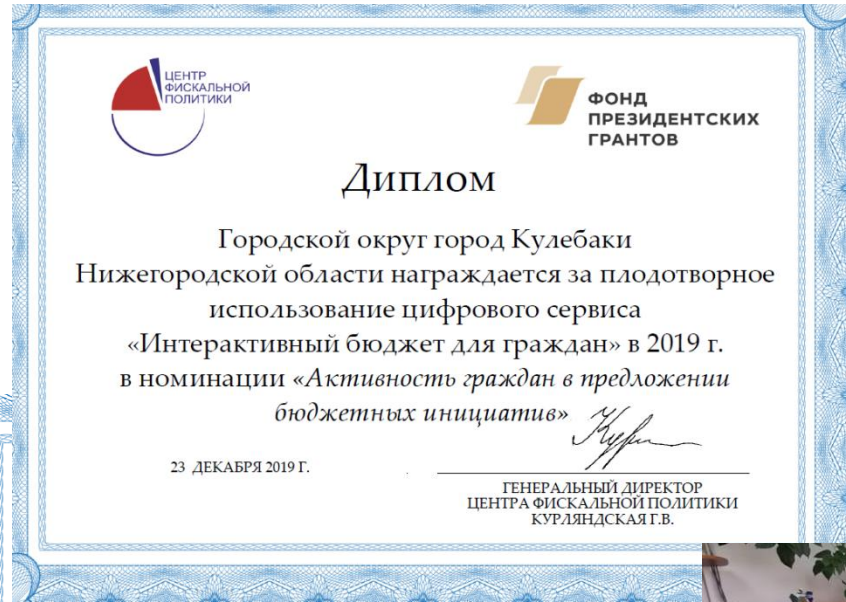 ЦЕНТР
ФИСКАЛЬНОЙ
ПОЛИТИКИ
ФОНД
ПРЕЗИДЕНТСКИХ
ГРАНТОВ
Диплом
Городской округ город Кулебаки
Нижегородской области награждается за плодотворное
использование цифрового сервиса
«Интерактивный бюджет для граждан» в 2019 г.
в номинации «Активность граждан в предложении
бюджетных инициатив»
23 ДЕКАБРЯ 2019 Г.
ГЕНЕРАЛЬНЫЙ ДИРЕКТОР
ЦЕНТРА ФИСКАЛЬНОЙ ПОЛИТИКИ
КУРЛЯНДСКАЯ Г.В.